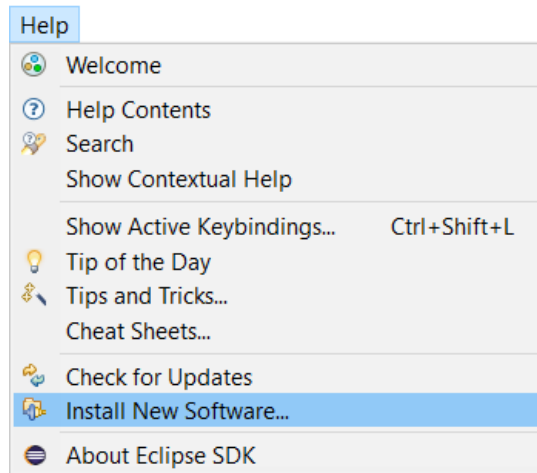 Help
Welcome
Help Contents
Search
Show Contextual Help
Show Active Keybindings... Ctrl+Shift+L
Tip of the Day
Tips and Tricks...
Cheat Sheets...
Check for Updates
Install New Software...
About Eclipse SDK